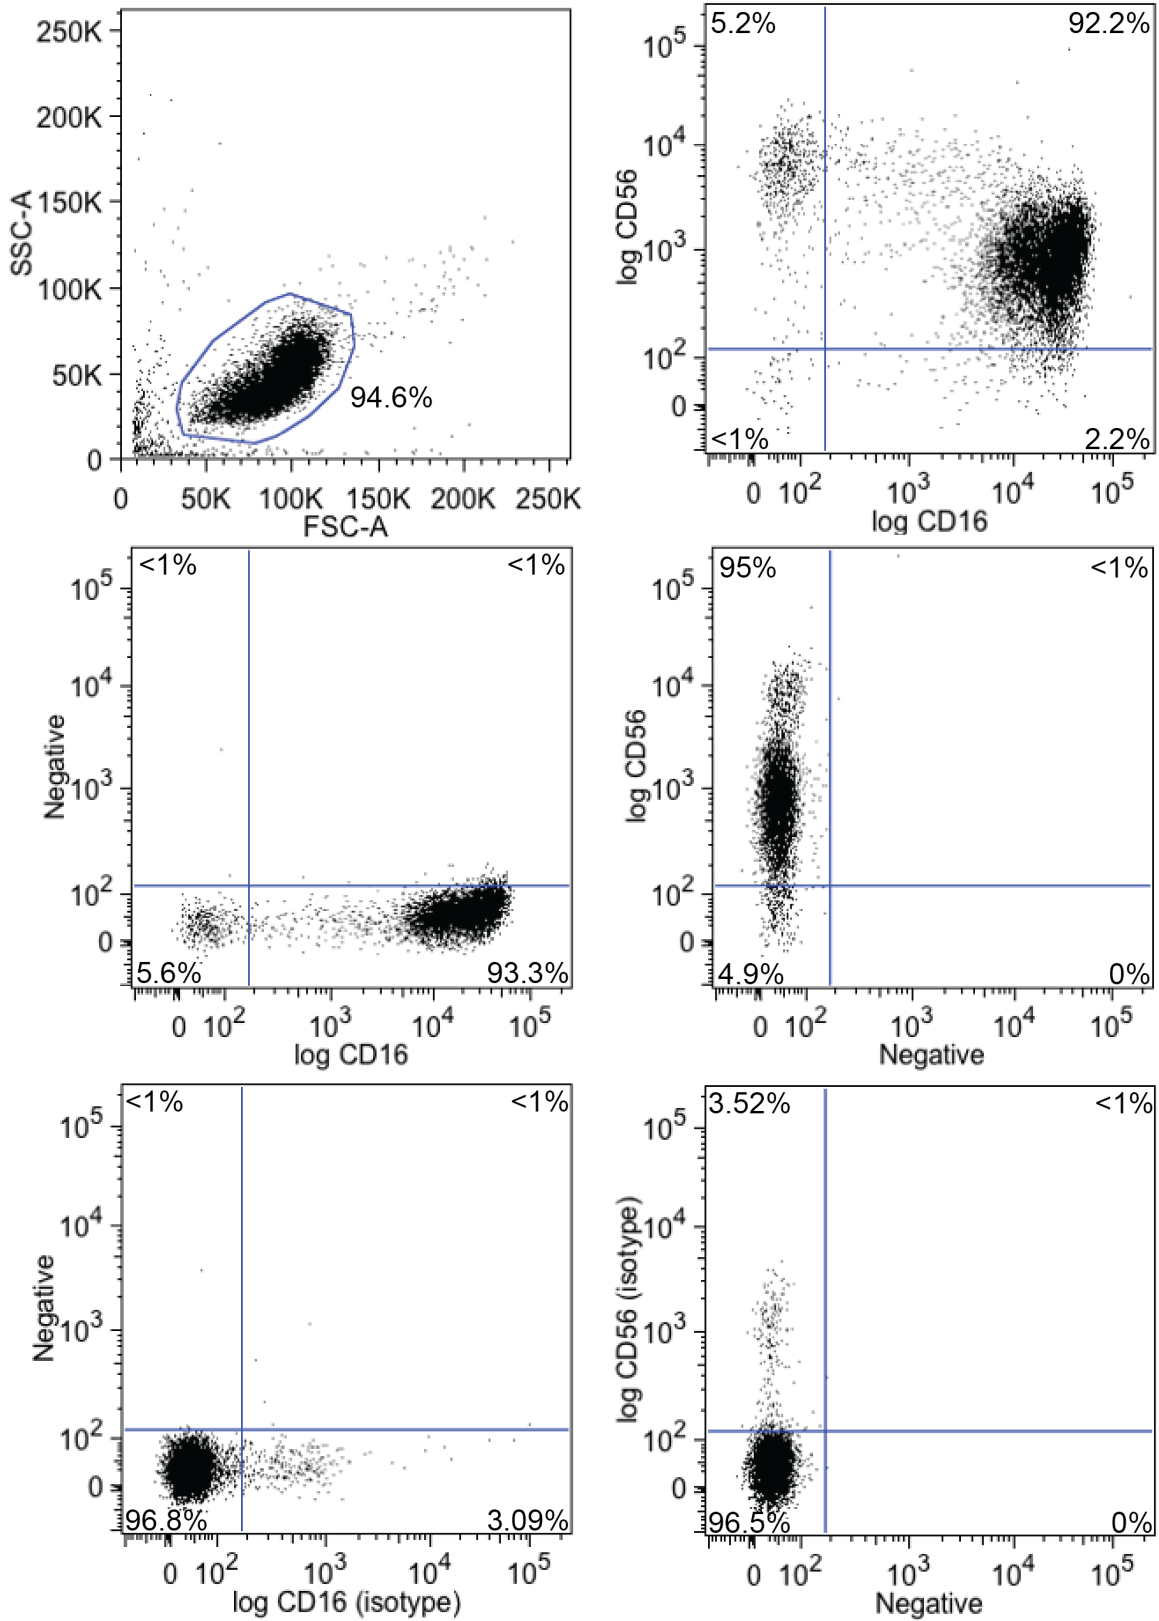 250K
200K
150K
100K
50K
0
SSC-A
94.6%
0 50K 100K 150K 200K 250K
FSC-A
5.2% 92.2%
10^5
10^4
10^3
10^2
0
log CD56
<1% 2.2%
0 10^2 10^3 10^4 10^5
log CD16
<1% <1%
10^5
10^4
10^3
10^2
0
Negative
5.6% 93.3%
0 10^2 10^3 10^4 10^5
log CD16
95% <1%
10^5
10^4
10^3
10^2
0
log CD56
4.9% 0%
0 10^2 10^3 10^4 10^5
Negative
<1% <1%
10^5
10^4
10^3
10^2
0
Negative
96.8% 3.09%
0 10^2 10^3 10^4 10^5
log CD16 (isotype)
3.52% <1%
10^5
10^4
10^3
10^2
0
log CD56 (isotype)
96.5% 0%
0 10^2 10^3 10^4 10^5
Negative